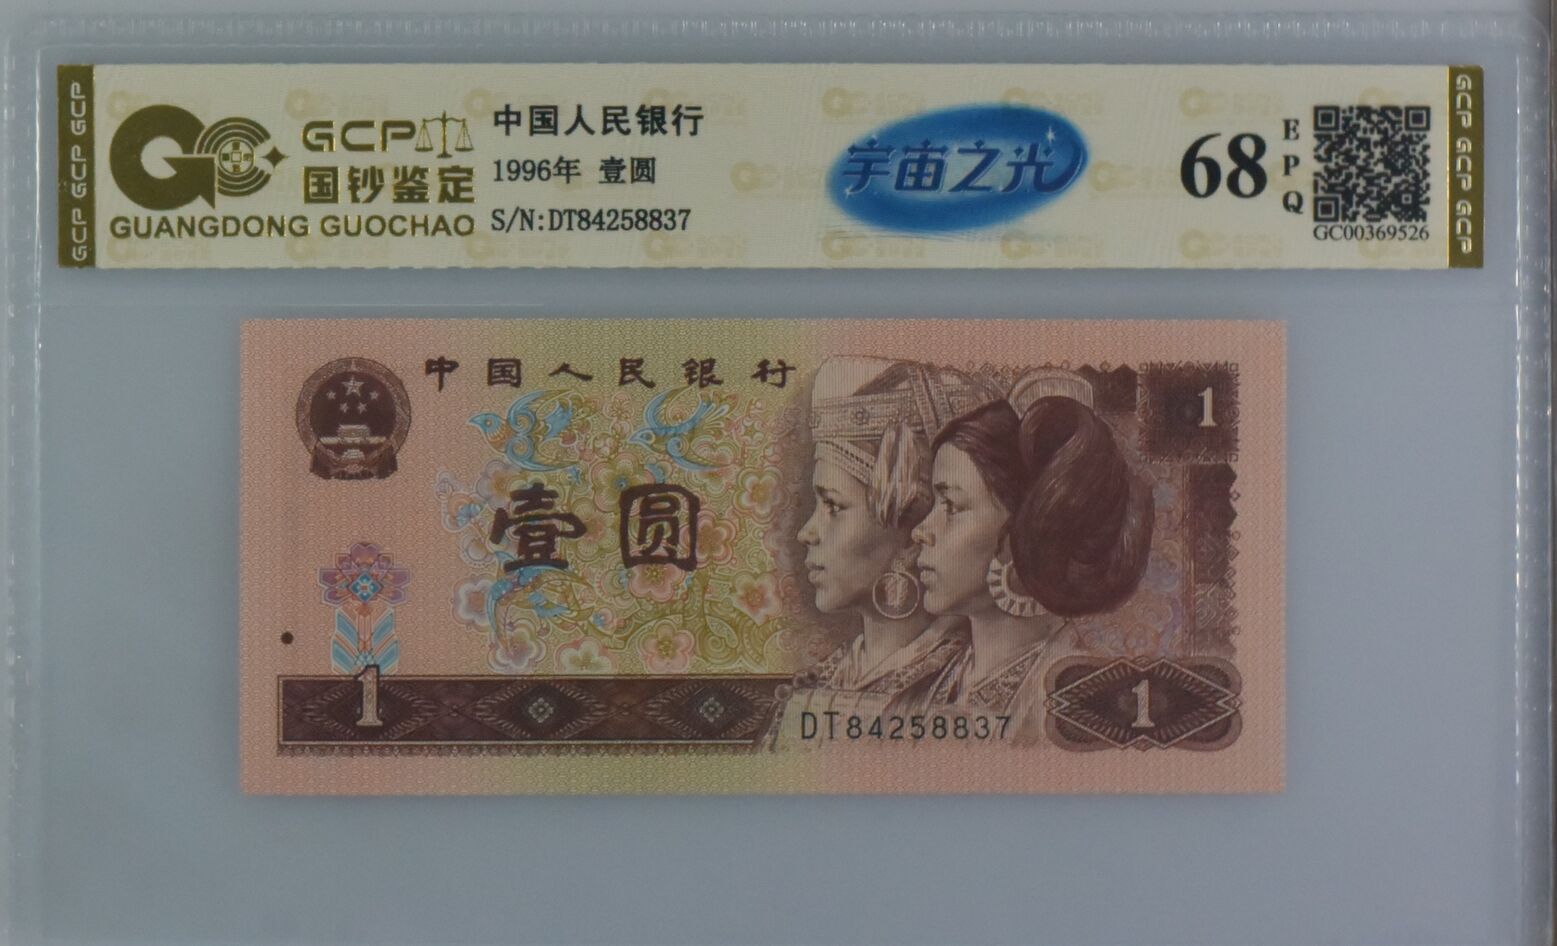 GCP GCP GCP
GCP
国钞鉴定
GUANGDONG GUOCHAO
中国人民银行
1996年 壹圆
S/N:DT84258837
宇宙之光
68
EPQ
GC00369526
GCP GCP GCP
中国人民银行
1
壹圆
1
DT84258837
1